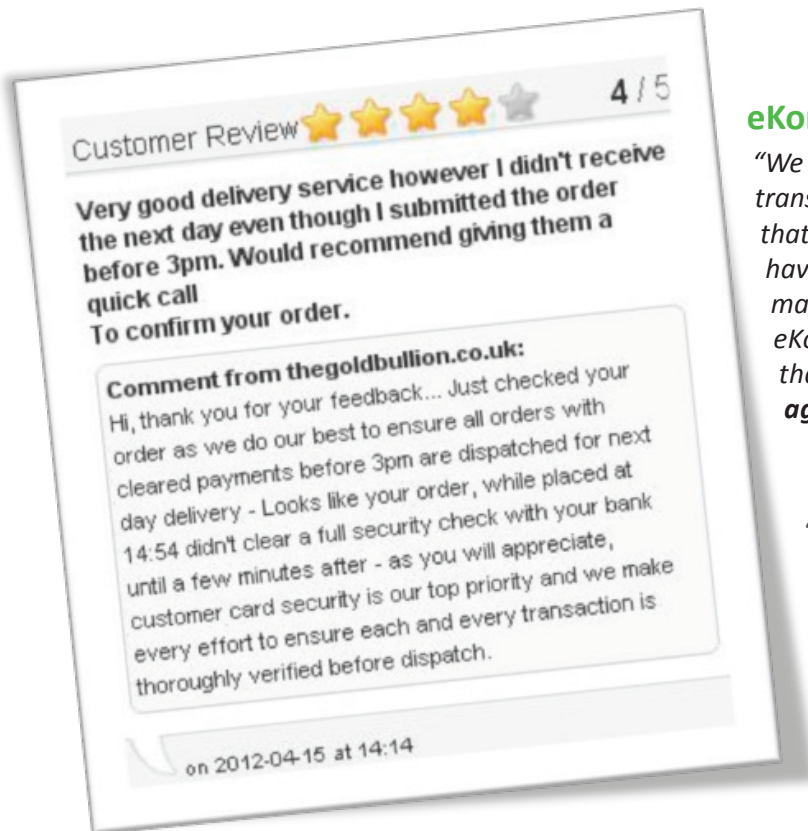 Customer Review 4 / 5
Very good delivery service however I didn't receive
the next day even though I submitted the order
before 3pm. Would recommend giving them a
quick call
To confirm your order.
Comment from thegoldbullion.co.uk:
Hi, thank you for your feedback... Just checked your
order as we do our best to ensure all orders with
cleared payments before 3pm are dispatched for next
day delivery - Looks like your order, while placed at
14:54 didn't clear a full security check with your bank
until a few minutes after - as you will appreciate,
customer card security is our top priority and we make
every effort to ensure each and every transaction is
thoroughly verified before dispatch.
on 2012-04-15 at 14:14
“We
that